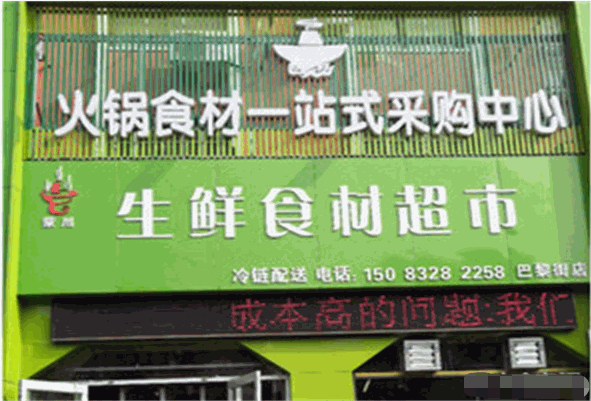 火锅食材一站式采购中心
生鲜食材超市
冷链配送 电话: 150 8328 2258 巴黎街店
成本高的问题:我们